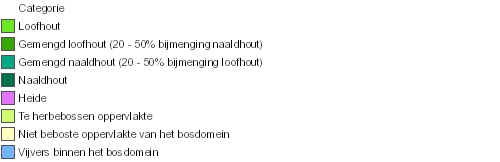 Categorie
Loofhout
Gemengd loofhout (20 - 50% bijmenging naaldhout)
Gemengd naaldhout (20 - 50% bijmenging loofhout)
Naaldhout
Heide
Te herbebossen oppervlakte
Niet beboste oppervlakte van het bosdomein
Vijvers binnen het bosdomein